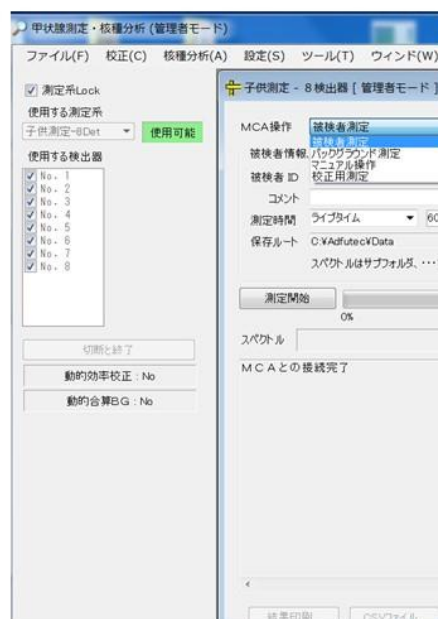 甲状腺測定・核種分析 (管理者モード)
ファイル(F) 校正(C) 核種分析(A) 設定(S) ツール(T) ウィンド(W)
測定系Lock
使用する測定系
子供測定-8Det
使用可能
使用する検出器
No. 1
No. 2
No. 3
No. 4
No. 5
No. 6
No. 7
No. 8
切断と終了
動的効率校正 : No
動的合算BG : No
子供測定 - 8 検出器 [ 管理者モード ]
MCA操作 被検者測定
被検者測定
バックグラウンド測定
マニュアル操作
校正用測定
被検者情報
被検者 ID
コメント
測定時間 ライブタイム 60
保存ルート C:¥Adfutec¥Data
スペクトルはサブフォルダ、・・・
測定開始
0%
スペクトル
MCAとの接続完了
結果印刷 CSVファイル